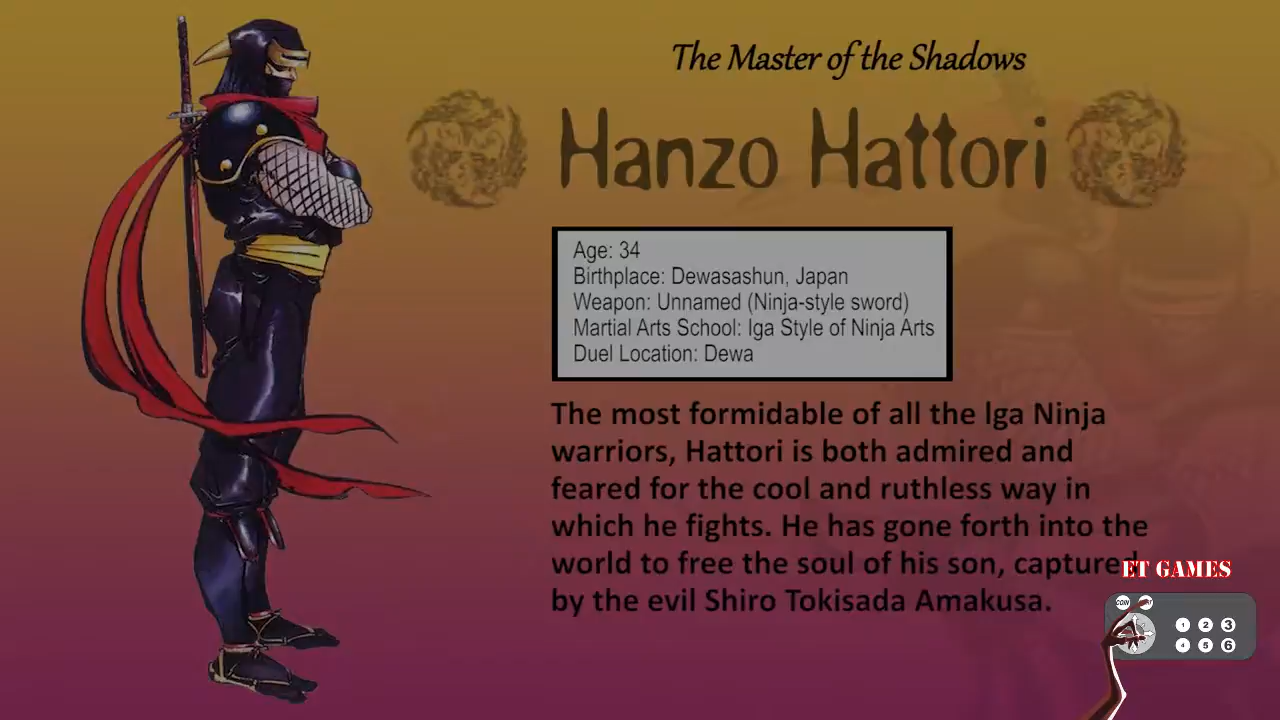 The Master of the Shadows
Hanzo Hattori
Age: 34
Birthplace: Dewasashun, Japan
Weapon: Unnamed (Ninja-style sword)
Martial Arts School: Iga Style of Ninja Arts
Duel Location: Dewa
The most formidable of all the Iga Ninja
warriors, Hattori is both admired and
feared for the cool and ruthless way in
which he fights. He has gone forth into the
world to free the soul of his son, captured
by the evil Shiro Tokisada Amakusa.
ET GAMES
COIN
1 2 3
4 5 6